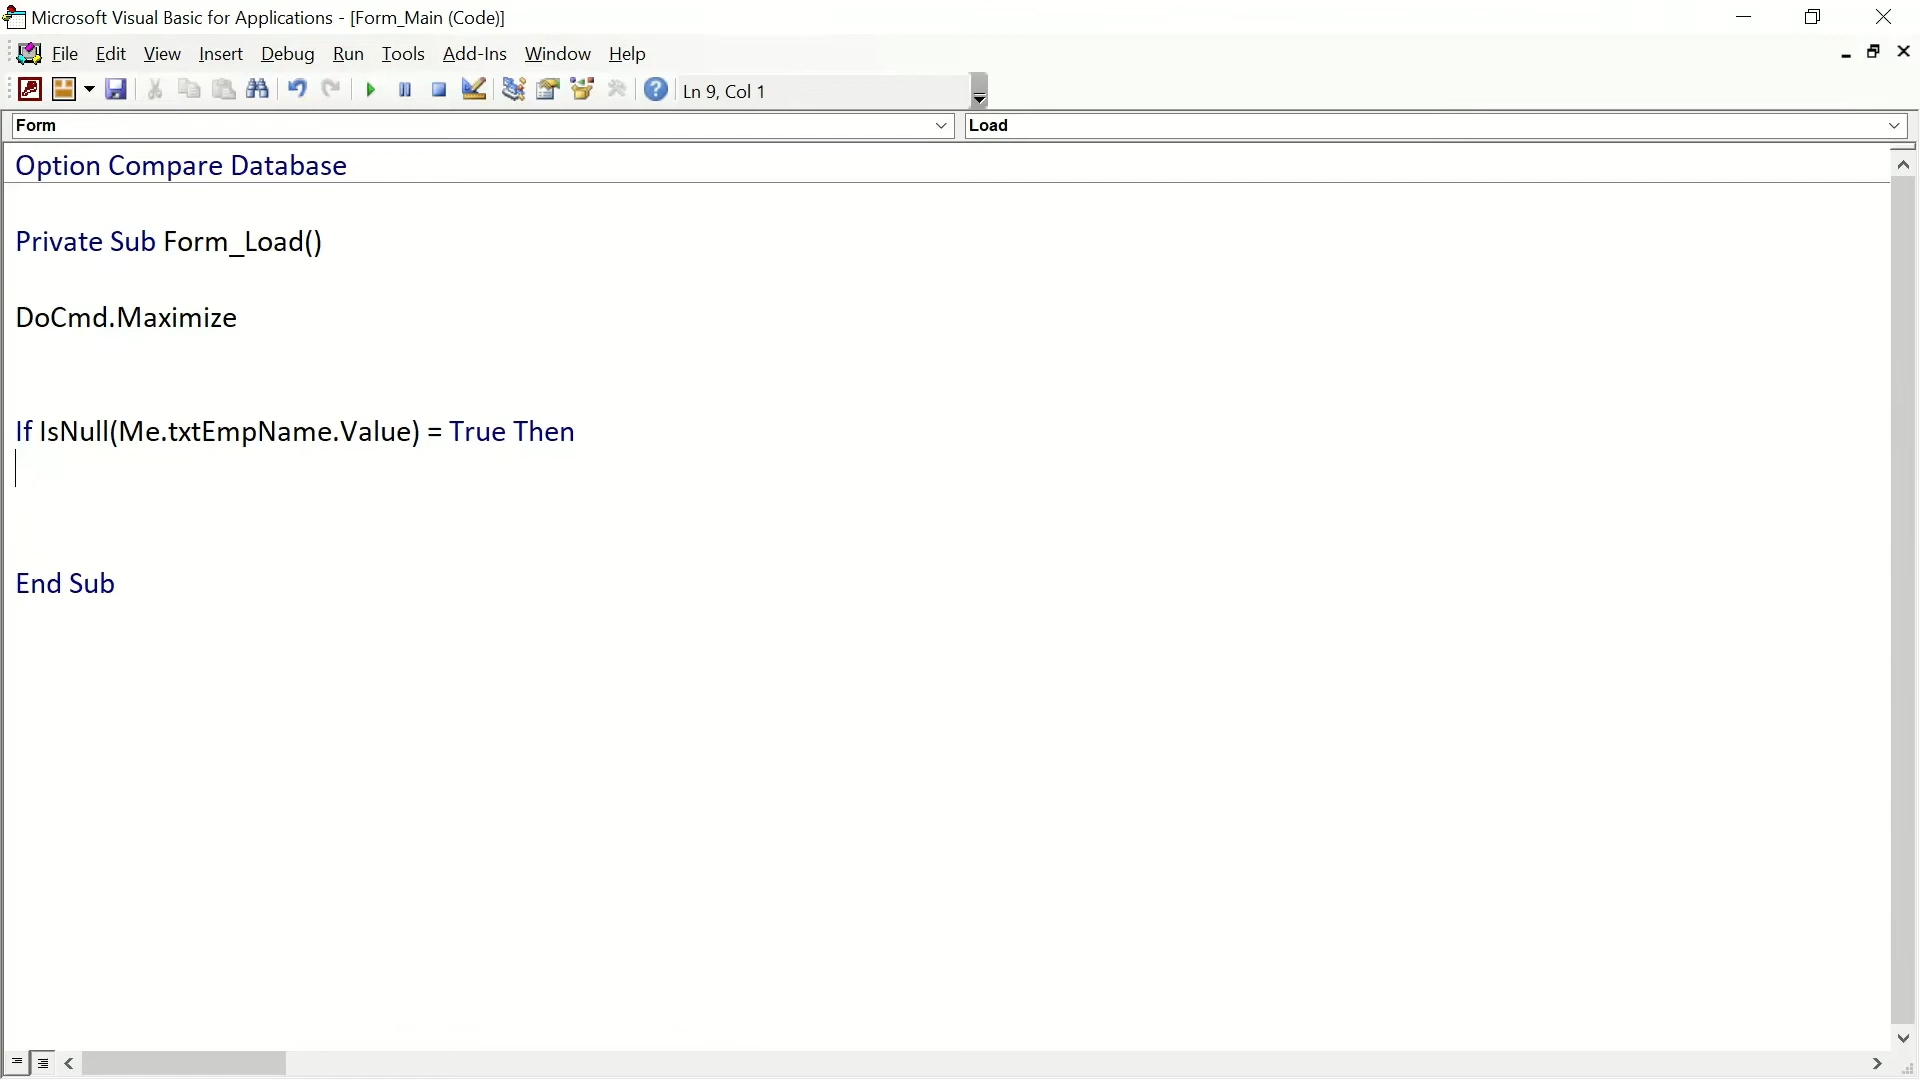 Microsoft Visual Basic for Applications - [Form_Main (Code)]
File Edit View Insert Debug Run Tools Add-Ins Window Help
Ln 9, Col 1
Form Load
Option Compare Database
Private Sub Form_Load()
DoCmd.Maximize
If IsNull(Me.txtEmpName.Value) = True Then
End Sub